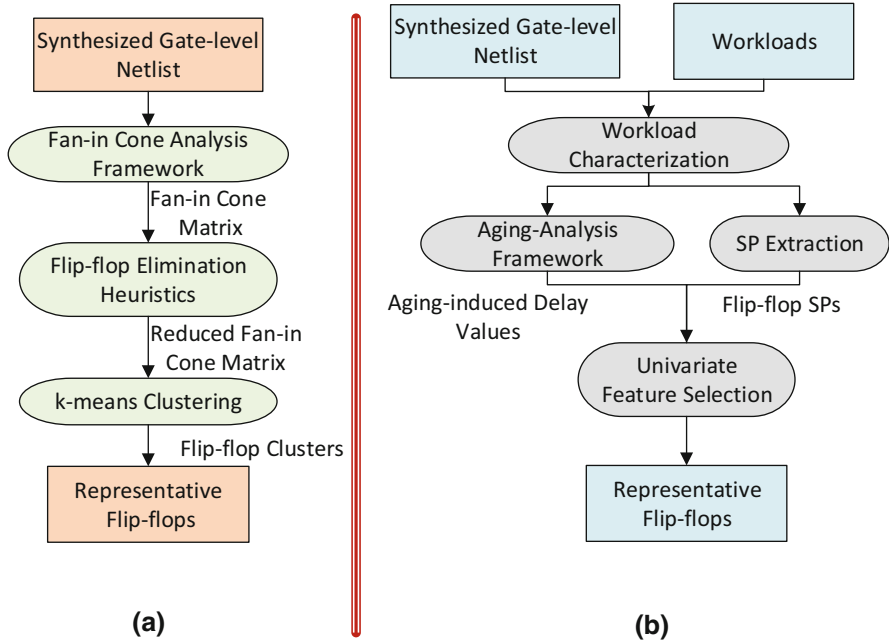 Synthesized Gate-level
Netlist
Fan-in Cone Analysis
Framework
Fan-in Cone
Matrix
Flip-flop Elimination
Heuristics
Reduced Fan-in
Cone Matrix
k-means Clustering
Flip-flop Clusters
Representative
Flip-flops
(a)
Synthesized Gate-level
Netlist
Workloads
Workload
Characterization
Aging-Analysis
Framework
SP Extraction
Aging-induced Delay
Values
Flip-flop SPs
Univariate
Feature Selection
Representative
Flip-flops
(b)